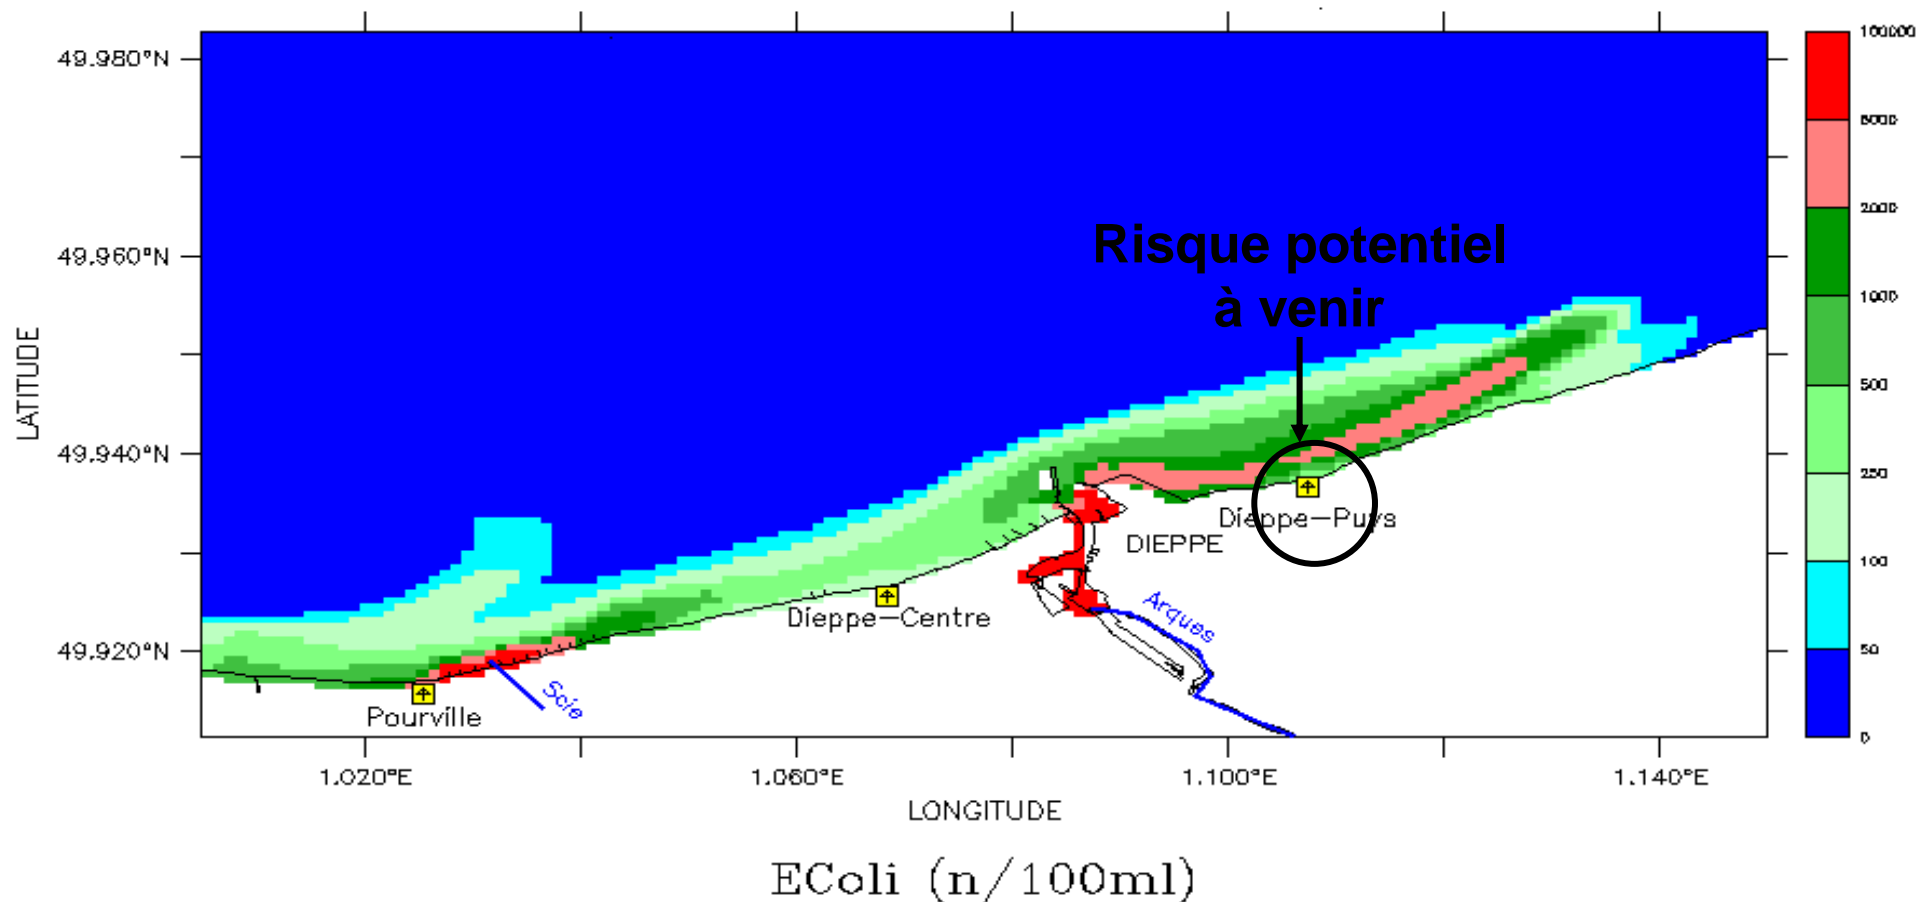 49.980°N
49.960°N
49.940°N
49.920°N
LATITUDE
Risque potentiel
à venir
Dieppe-Puys
DIEPPE
Dieppe-Centre
Arques
Scie
Pourville
1.020°E
1.060°E
1.100°E
1.140°E
LONGITUDE
EColi (n/100ml)
100000
2000
1000
500
250
100
50
0